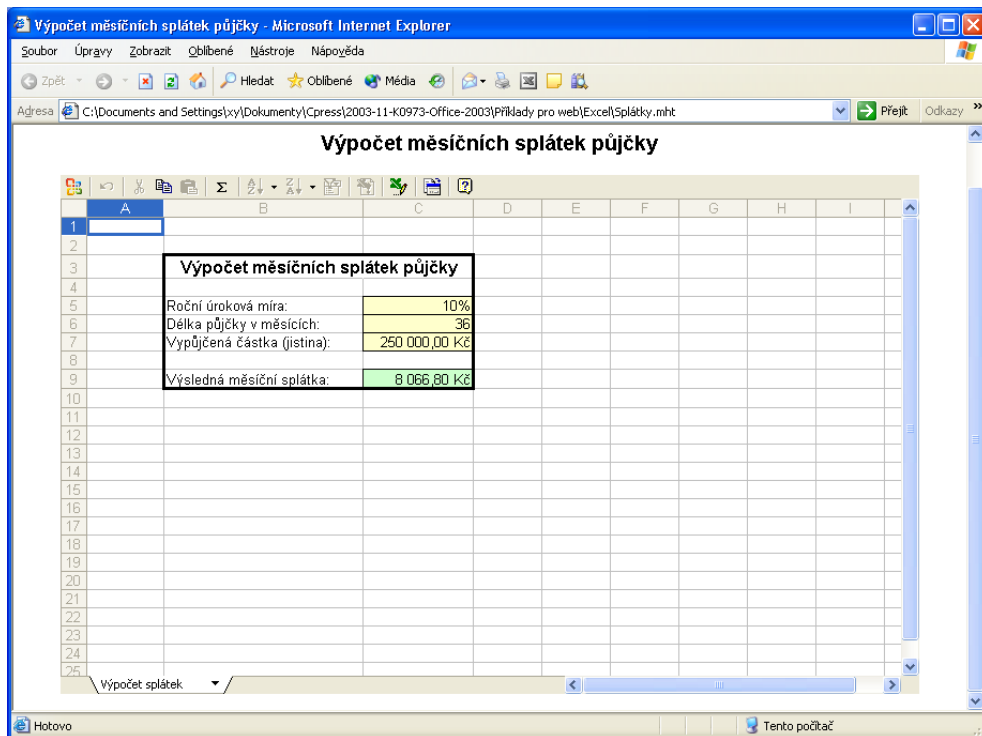 Výpočet měsíčních splátek půjčky - Microsoft Internet Explorer
Soubor Úpravy Zobrazit Oblíbené Nástroje Nápověda
Zpět Hledat Oblíbené Média
Adresa C:\Documents and Settings\xy\Dokumenty\Cpress\2003-11-K0973-Office-2003\Příklady pro web\Excel\Splátky.mht Přejít Odkazy »
Výpočet měsíčních splátek půjčky
A B C D E F G H I
1
2
3 Výpočet měsíčních splátek půjčky
4
5 Roční úroková míra: 10%
6 Délka půjčky v měsících: 36
7 Vypůjčená částka (jistina): 250 000,00 Kč
8
9 Výsledná měsíční splátka: 8 066,80 Kč
10
11
12
13
14
15
16
17
18
19
20
21
22
23
24
25
Výpočet splátek
Hotovo Tento počítač